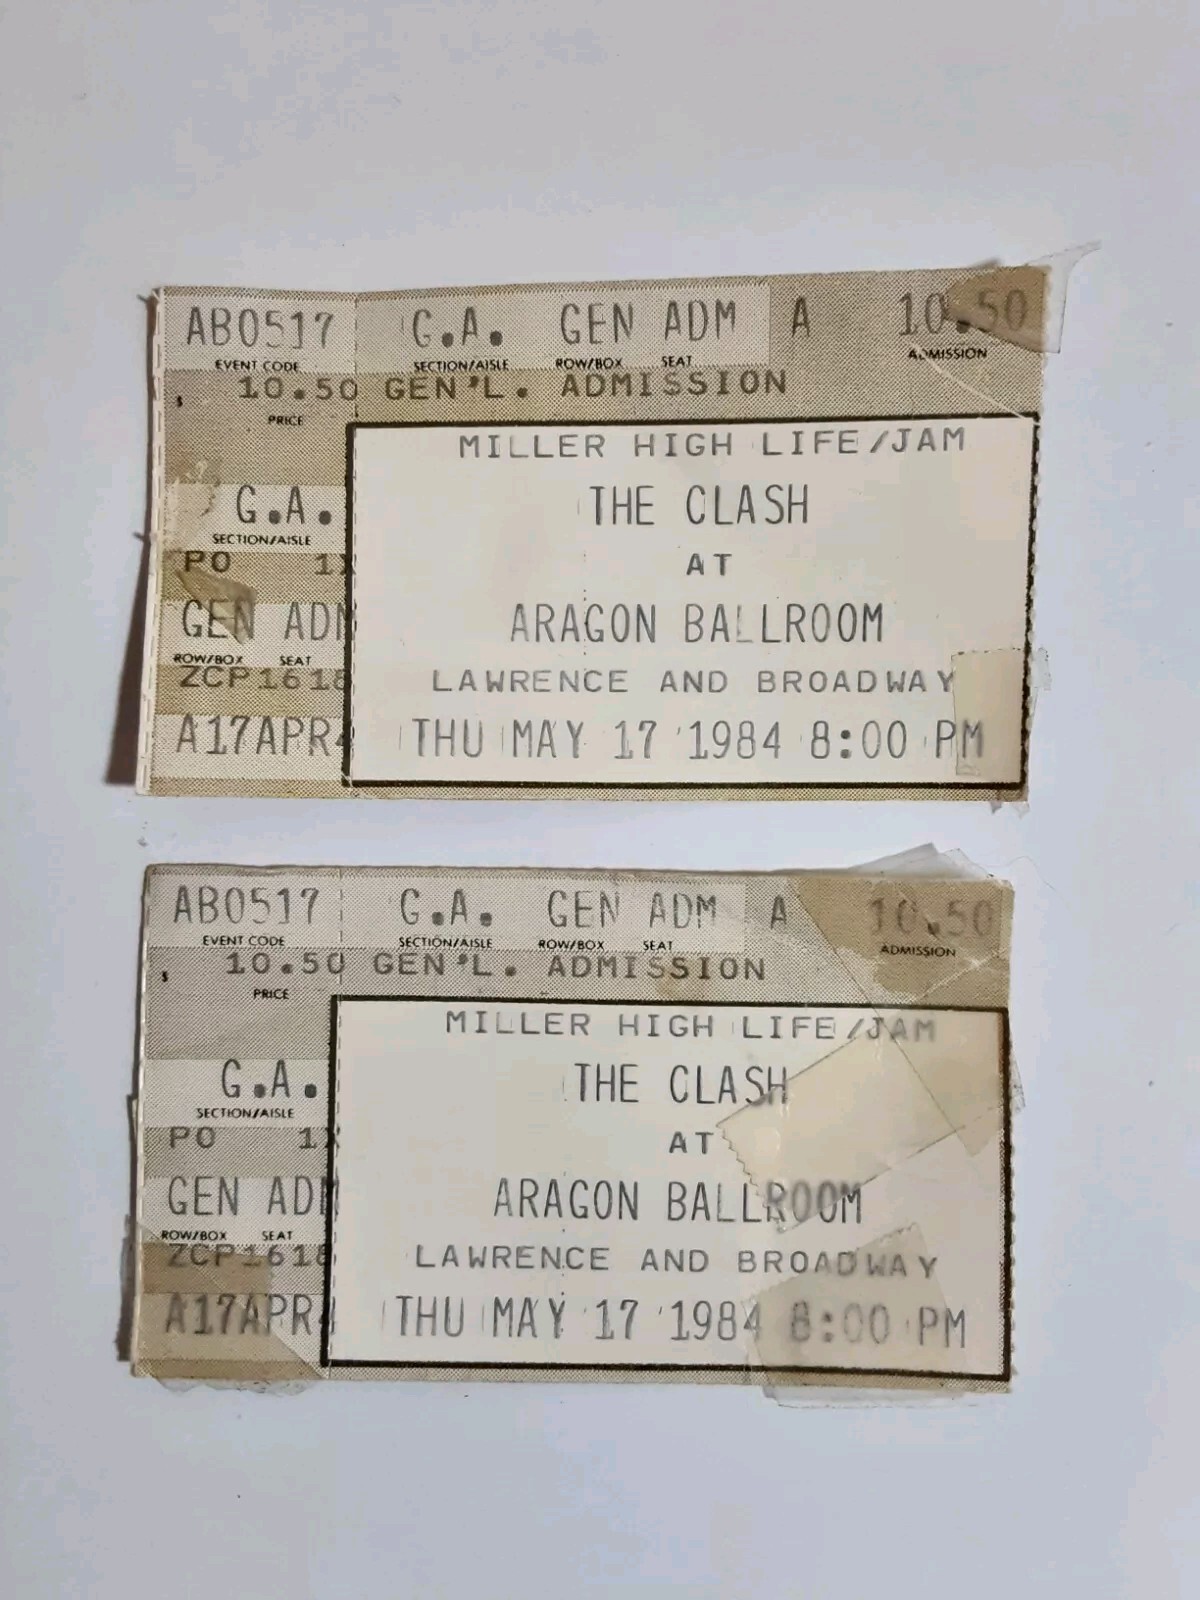 AB0517 G.A. GEN ADM A 10.50
EVENT CODE SECTION/AISLE ROW/BOX SEAT ADMISSION
$ 10.50 GEN'L. ADMISSION
PRICE
MILLER HIGH LIFE/JAM
G.A. THE CLASH
SECTION/AISLE
PO 1X AT
GEN ADM ARAGON BALLROOM
ROW/BOX SEAT
ZCP1618 LAWRENCE AND BROADWAY
A17APR4 THU MAY 17 1984 8:00 PM
AB0517 G.A. GEN ADM A 10.50
EVENT CODE SECTION/AISLE ROW/BOX SEAT ADMISSION
$ 10.50 GEN'L. ADMISSION
PRICE
MILLER HIGH LIFE/JAM
G.A. THE CLASH
SECTION/AISLE
PO 1X AT
GEN ADM ARAGON BALLROOM
ROW/BOX SEAT
ZCP1618 LAWRENCE AND BROADWAY
A17APR4 THU MAY 17 1984 8:00 PM